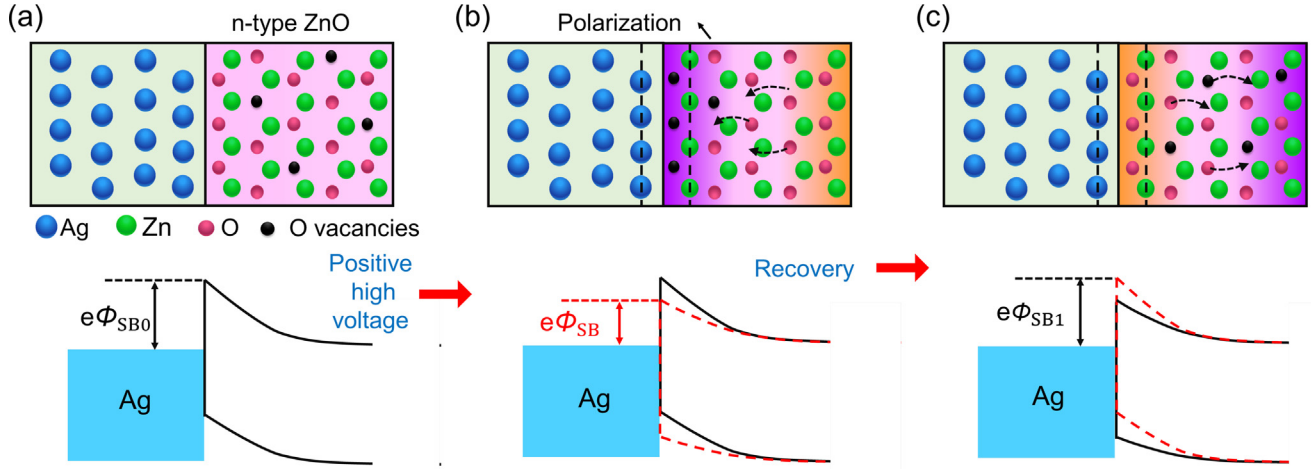 (a)
n-type ZnO
(b)
Polarization
(c)
Ag
Zn
O
O vacancies
Positive
high
voltage
Recovery
eΦSB0
Ag
eΦSB
Ag
eΦSB1
Ag